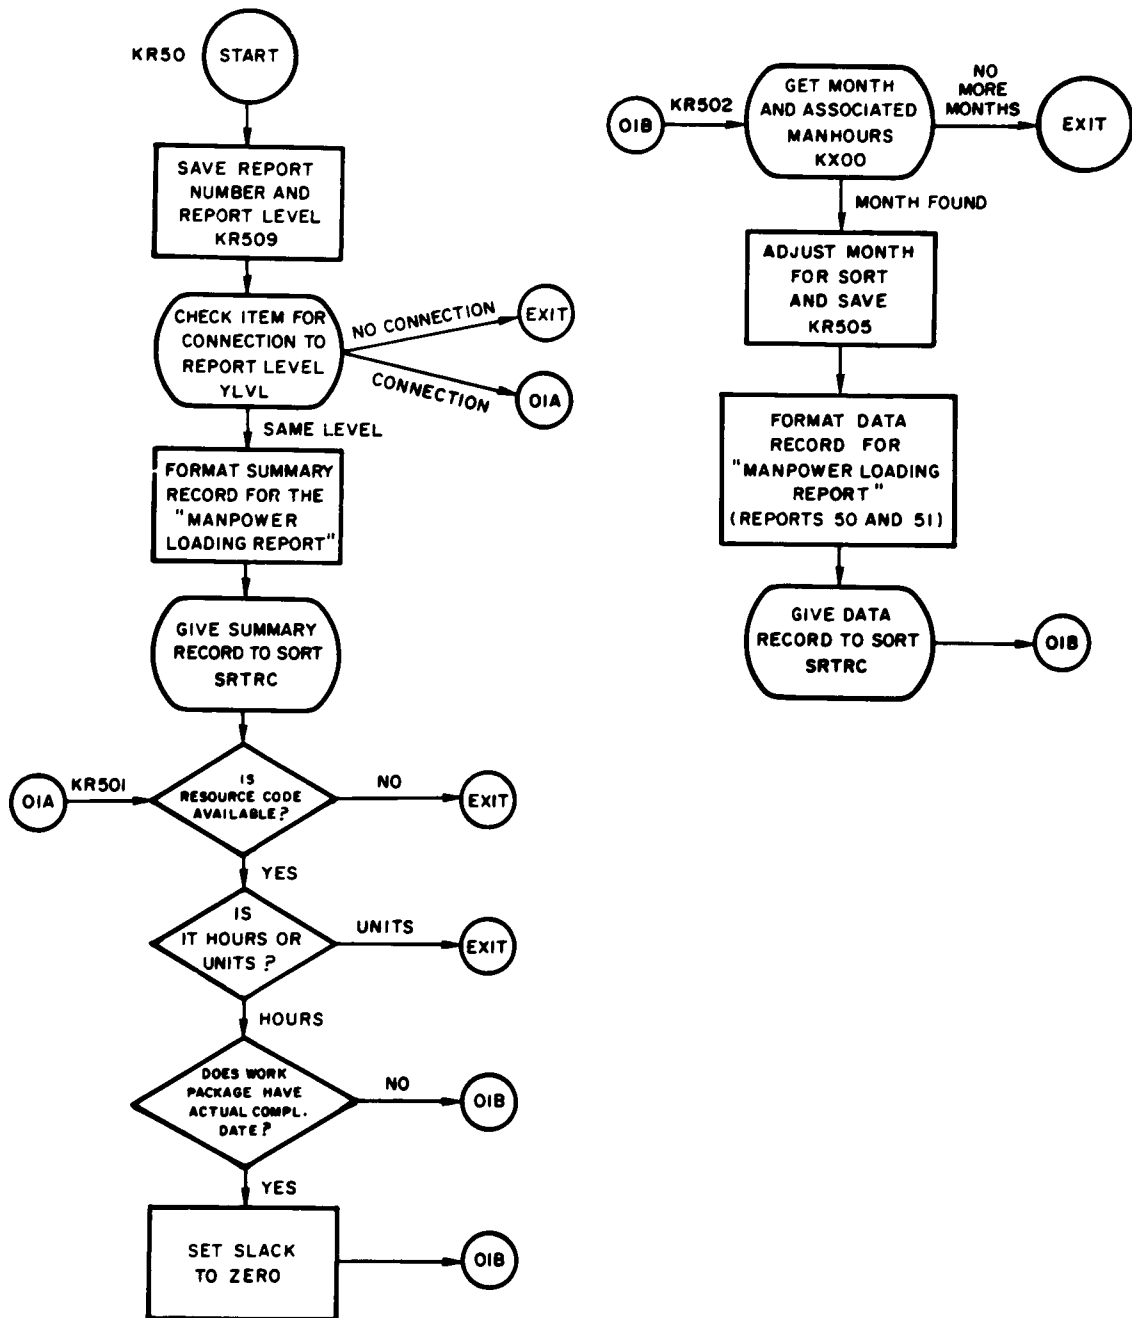 KR50
START
SAVE REPORT
NUMBER AND
REPORT LEVEL
KR509
CHECK ITEM FOR
CONNECTION TO
REPORT LEVEL
YLVL
NO CONNECTION
EXIT
CONNECTION
01A
SAME LEVEL
FORMAT SUMMARY
RECORD FOR THE
"MANPOWER
LOADING REPORT"
GIVE SUMMARY
RECORD TO SORT
SRTRC
01A
KR501
IS
RESOURCE CODE
AVAILABLE?
NO
EXIT
YES
IS
IT HOURS OR
UNITS?
UNITS
EXIT
HOURS
DOES WORK
PACKAGE HAVE
ACTUAL COMPL.
DATE?
NO
01B
YES
SET SLACK
TO ZERO
01B
01B
KR502
GET MONTH
AND ASSOCIATED
MANHOURS
KX00
NO
MORE
MONTHS
EXIT
MONTH FOUND
ADJUST MONTH
FOR SORT
AND SAVE
KR505
FORMAT DATA
RECORD FOR
"MANPOWER LOADING
REPORT"
(REPORTS 50 AND 51)
GIVE DATA
RECORD TO SORT
SRTRC
01B